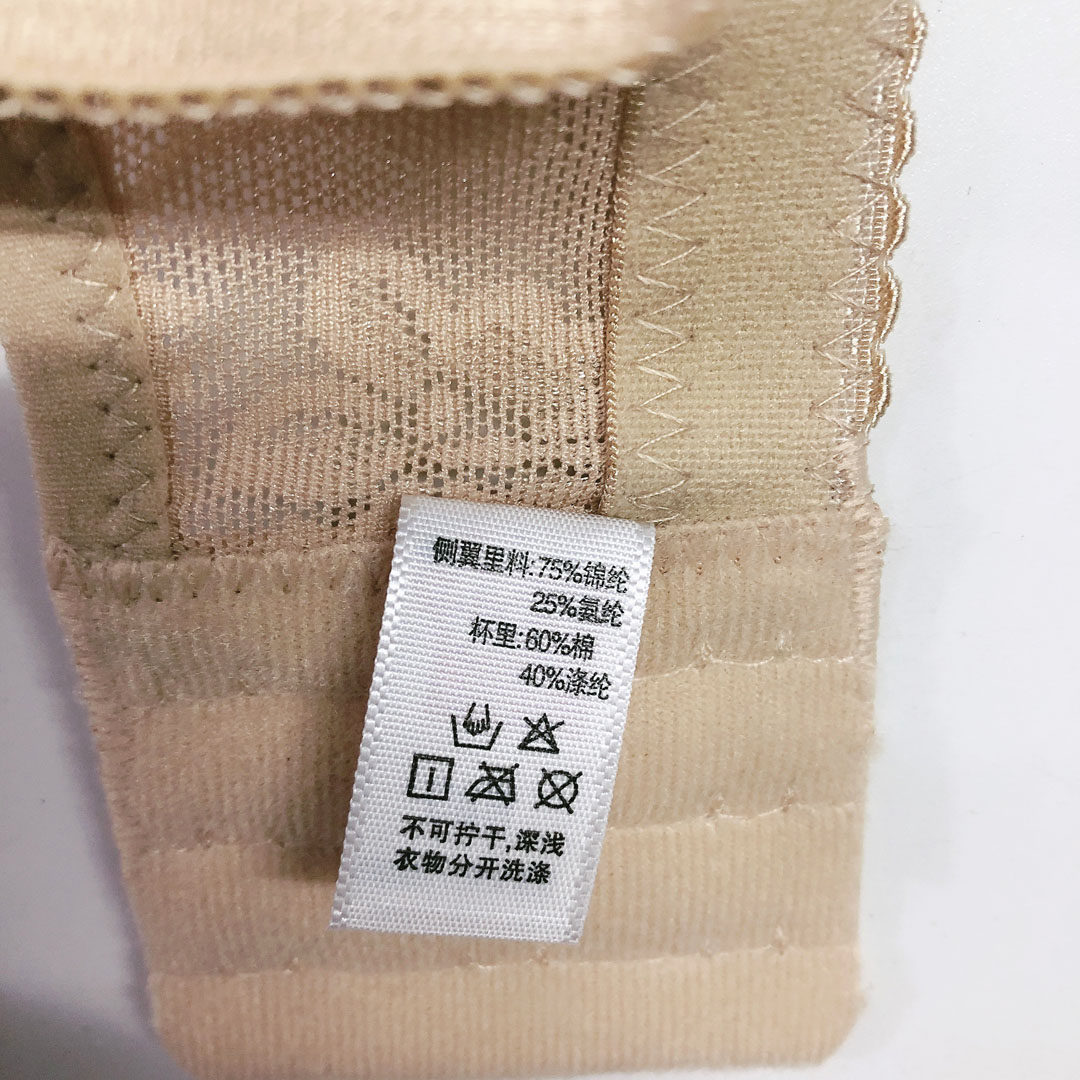 侧翼里料:75%锦纶
25%氨纶
杯里:60%棉
40%涤纶
不可拧干,深浅
衣物分开洗涤